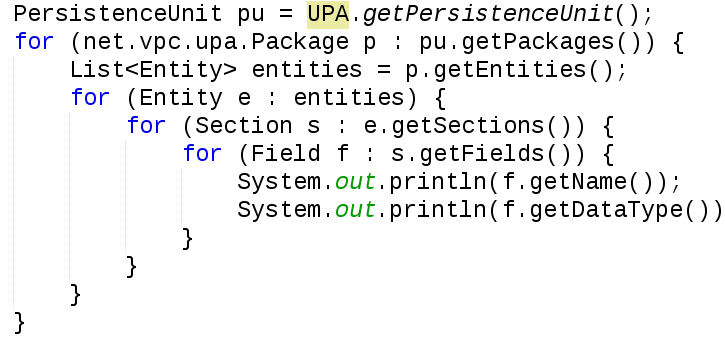 PersistenceUnit pu = UPA.getPersistenceUnit();
for (net.vpc.upa.Package p : pu.getPackages()) {
    List<Entity> entities = p.getEntities();
    for (Entity e : entities) {
        for (Section s : e.getSections()) {
            for (Field f : s.getFields()) {
                System.out.println(f.getName());
                System.out.println(f.getDataType())
            }
        }
    }
}